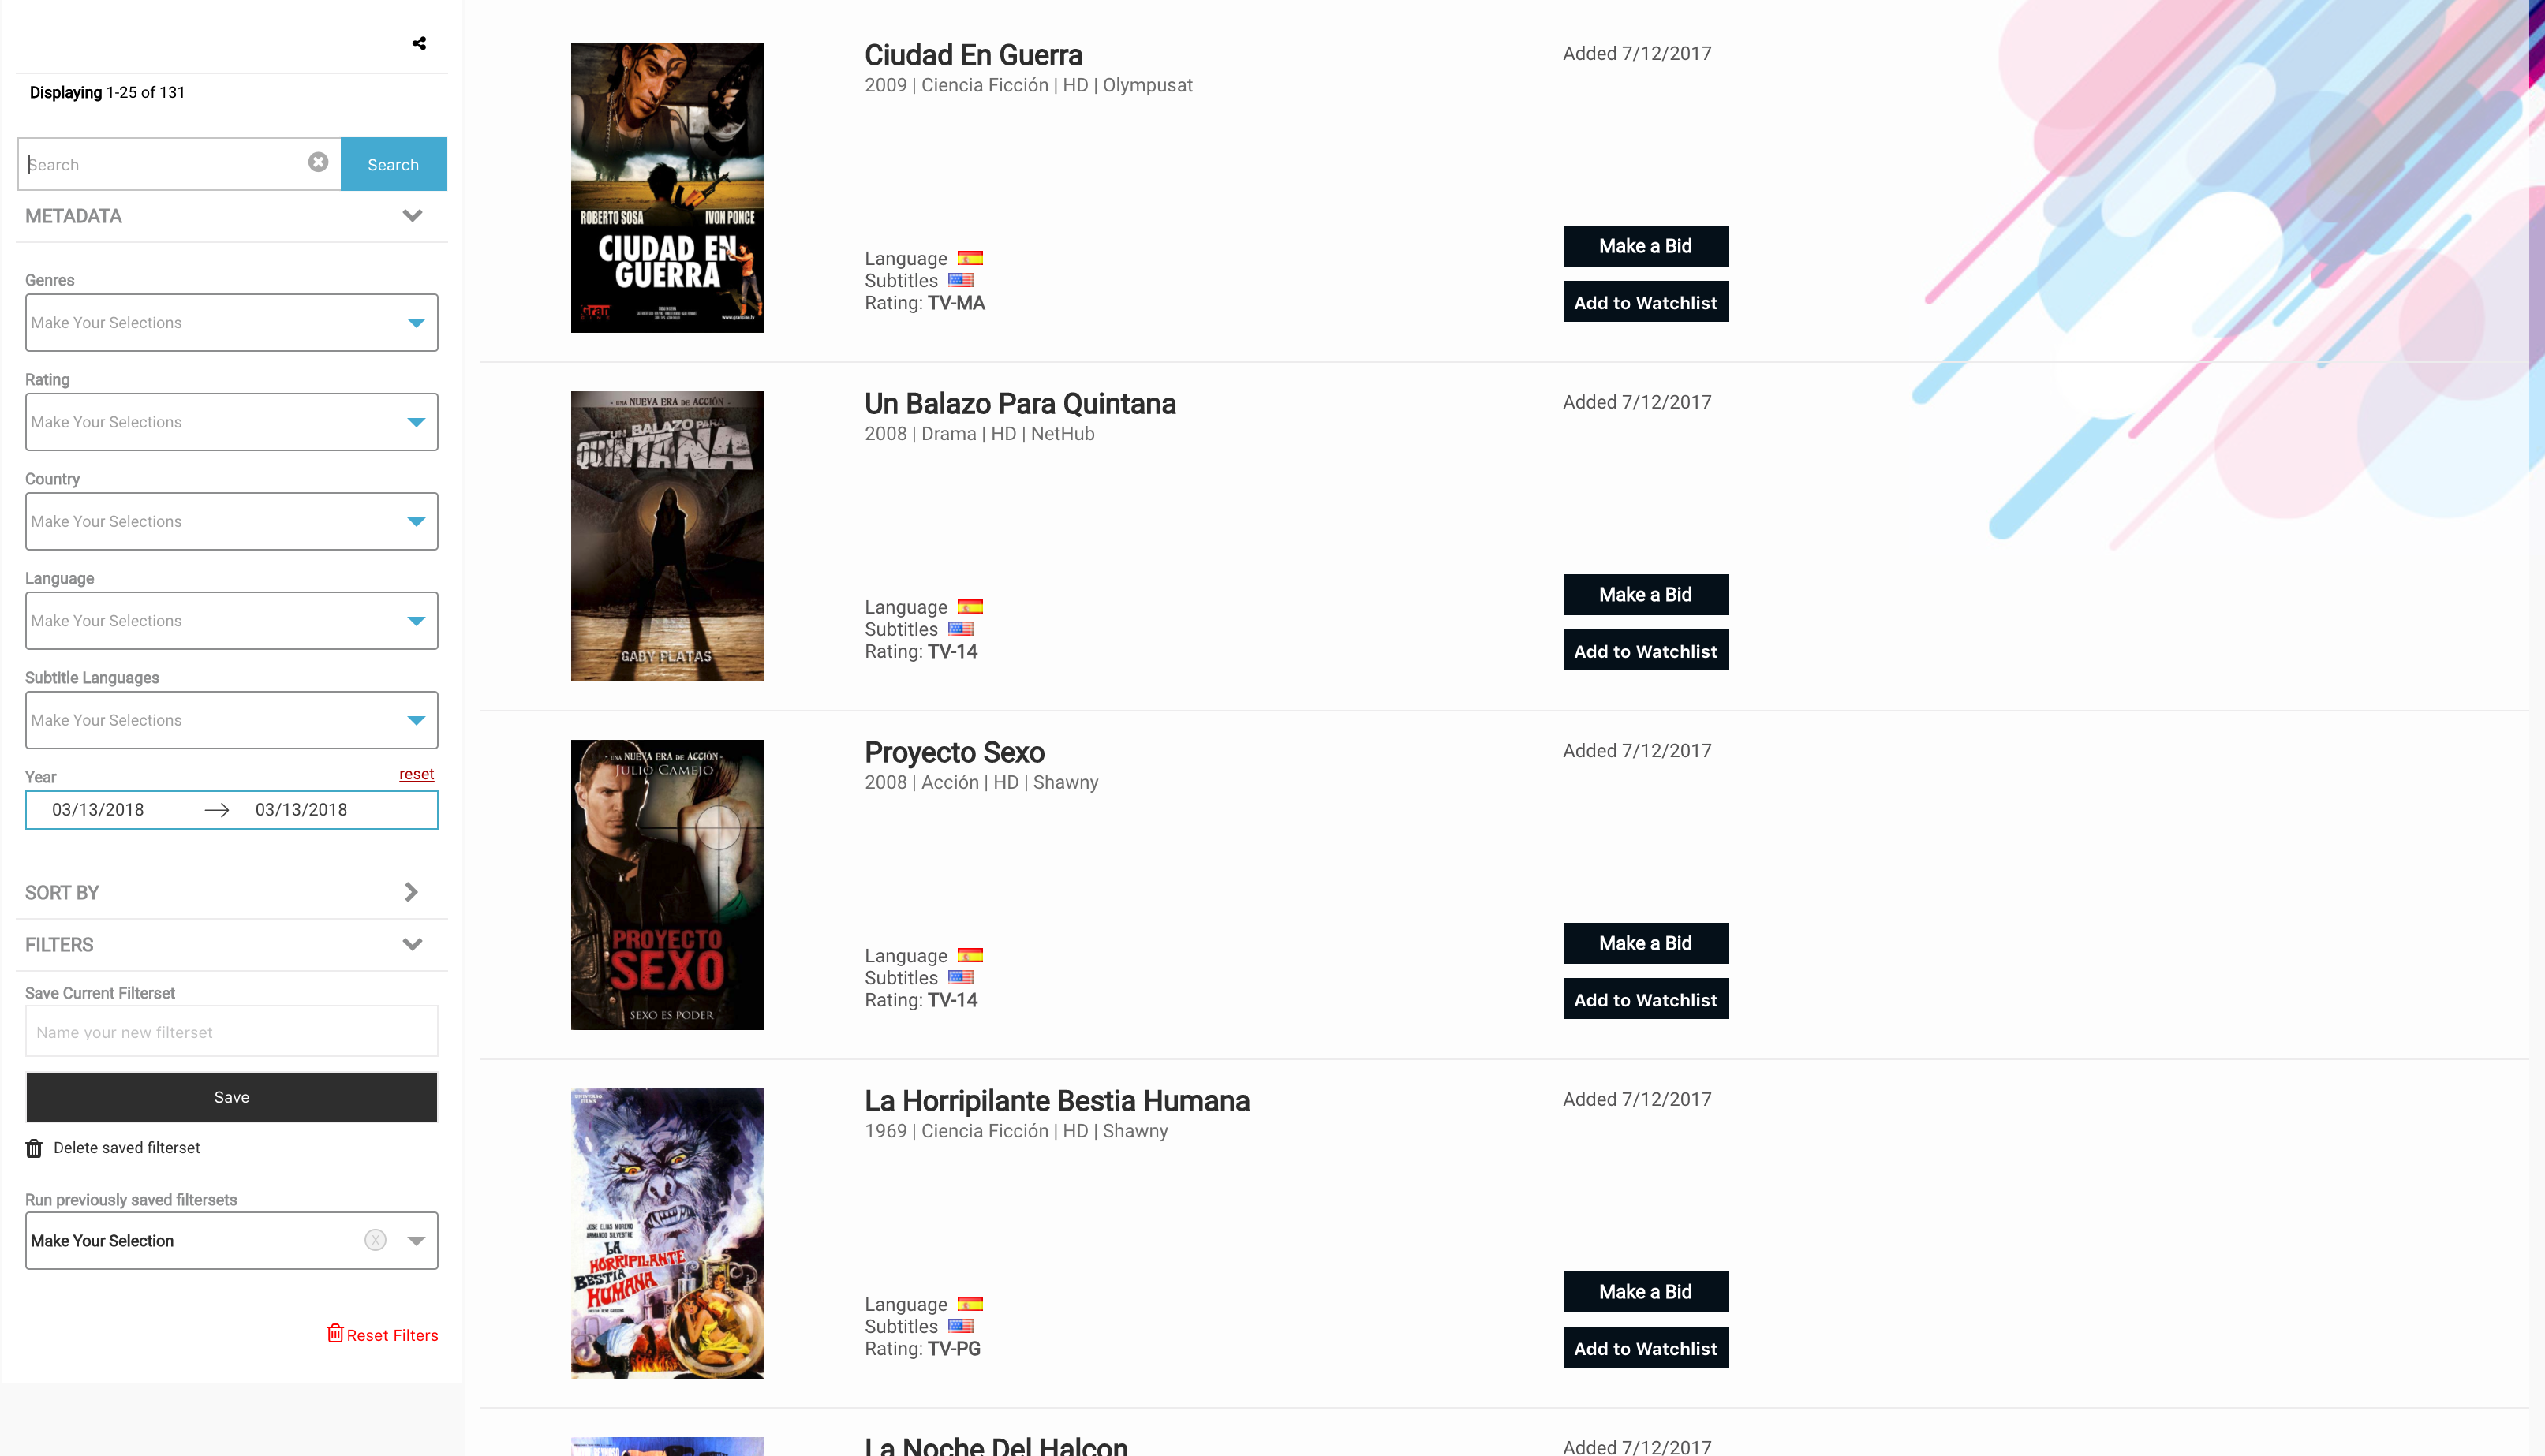 Displaying 1-25 of 131
Search
Search
METADATA
Genres
Make Your Selections
Rating
Make Your Selections
Country
Make Your Selections
Language
Make Your Selections
Subtitle Languages
Make Your Selections
Year
reset
03/13/2018
03/13/2018
SORT BY
FILTERS
Save Current Filterset
Name your new filterset
Save
Delete saved filterset
Run previously saved filtersets
Make Your Selection
X
Reset Filters
ROBERTO SOSA
IVON PONCE
CIUDAD EN
GUERRA
Gran
www.grancine.tv
Ciudad En Guerra
2009 | Ciencia Ficción | HD | Olympusat
Language
Subtitles
Rating: TV-MA
Added 7/12/2017
Make a Bid
Add to Watchlist
- UNA NUEVA ERA DE ACCIÓN -
UN BALAZO PARA
QUINTANA
GABY PLATAS
Un Balazo Para Quintana
2008 | Drama | HD | NetHub
Language
Subtitles
Rating: TV-14
Added 7/12/2017
Make a Bid
Add to Watchlist
- UNA NUEVA ERA DE ACCIÓN -
JULIO CAMEJO
PROYECTO
SEXO
SEXO ES PODER
Proyecto Sexo
2008 | Acción | HD | Shawny
Language
Subtitles
Rating: TV-14
Added 7/12/2017
Make a Bid
Add to Watchlist
JOSE ELIAS MORENO
ARMANDO SILVESTRE
LA
HORRIPILANTE
BESTIA
HUMANA
La Horripilante Bestia Humana
1969 | Ciencia Ficción | HD | Shawny
Language
Subtitles
Rating: TV-PG
Added 7/12/2017
Make a Bid
Add to Watchlist
La Noche Del Halcon
Added 7/12/2017